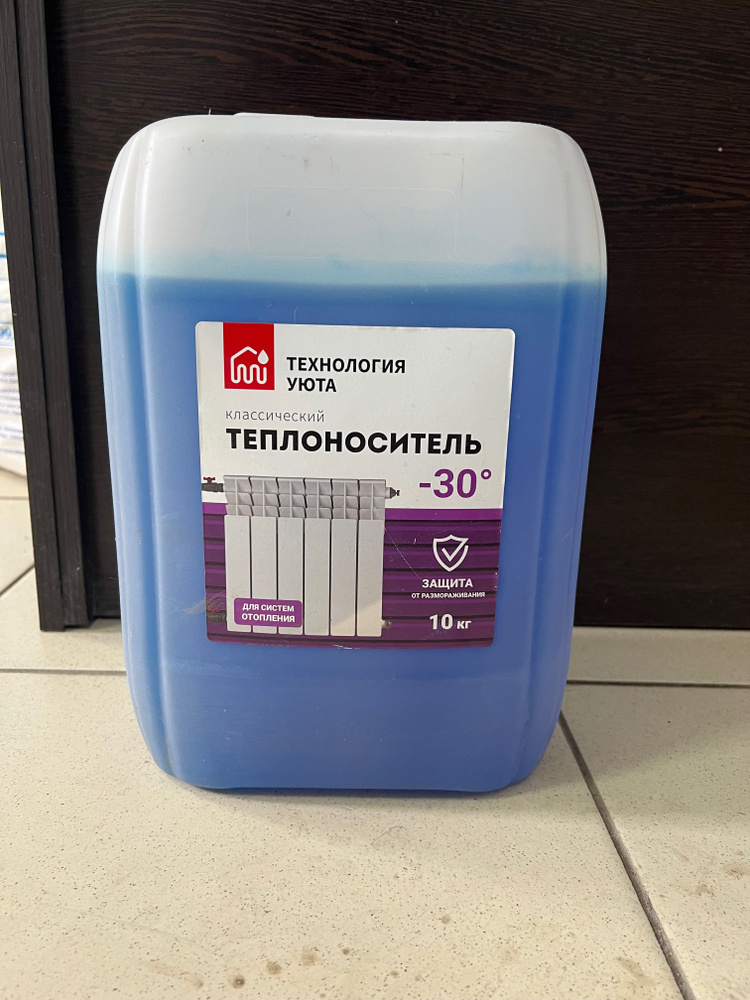 ТЕХНОЛОГИЯ
УЮТА
классический
ТЕПЛОНОСИТЕЛЬ
-30°
ЗАЩИТА
ОТ РАЗМОРАЖИВАНИЯ
ДЛЯ СИСТЕМ
ОТОПЛЕНИЯ
10 кг